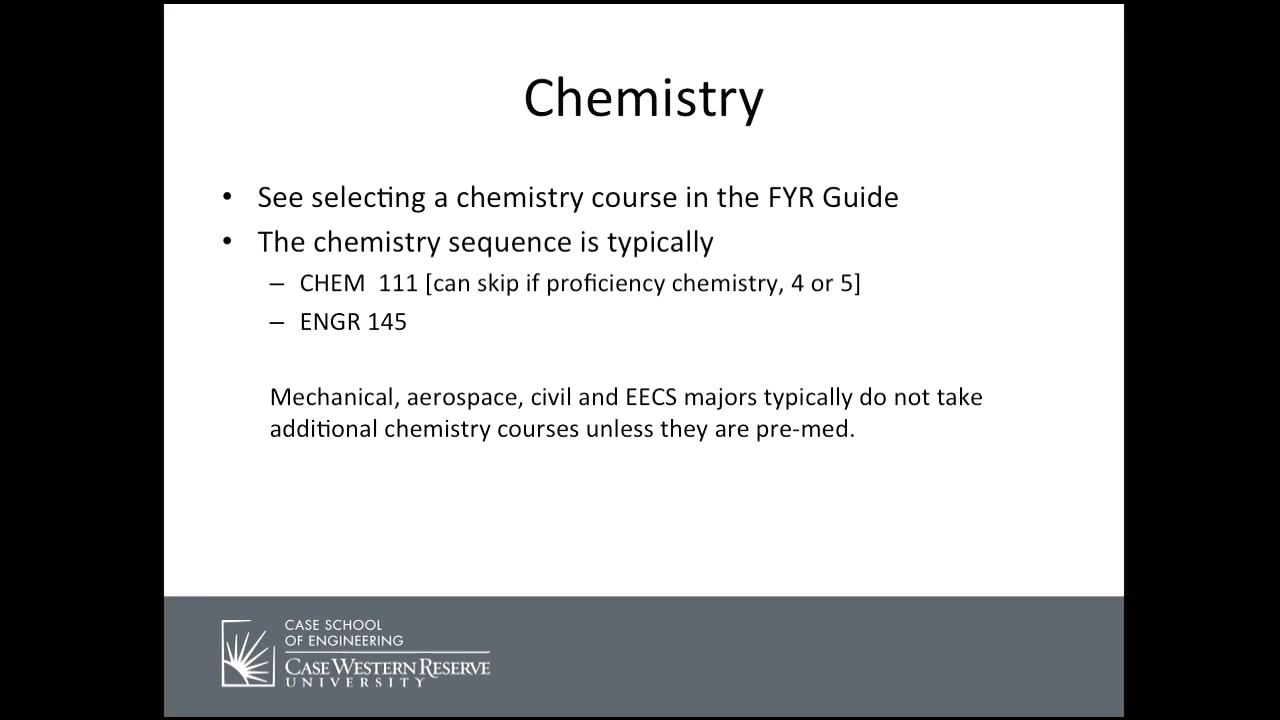 Chemistry
• See selecting a chemistry course in the FYR Guide
• The chemistry sequence is typically
– CHEM  111 [can skip if proficiency chemistry, 4 or 5]
– ENGR 145
Mechanical, aerospace, civil and EECS majors typically do not take
additional chemistry courses unless they are pre-med.
CASE SCHOOL
OF ENGINEERING
CASE WESTERN RESERVE
UNIVERSITY